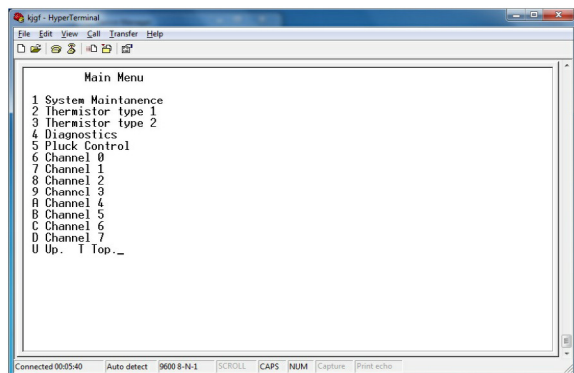 kjgf - HyperTerminal
File Edit View Call Transfer Help
Main Menu
1 System Maintanence
2 Thermistor type 1
3 Thermistor type 2
4 Diagnostics
5 Pluck Control
6 Channel 0
7 Channel 1
8 Channel 2
9 Channel 3
A Channel 4
B Channel 5
C Channel 6
D Channel 7
U Up. T Top._
Connected 00:05:40 Auto detect 9600 8-N-1 SCROLL CAPS NUM Capture Print echo